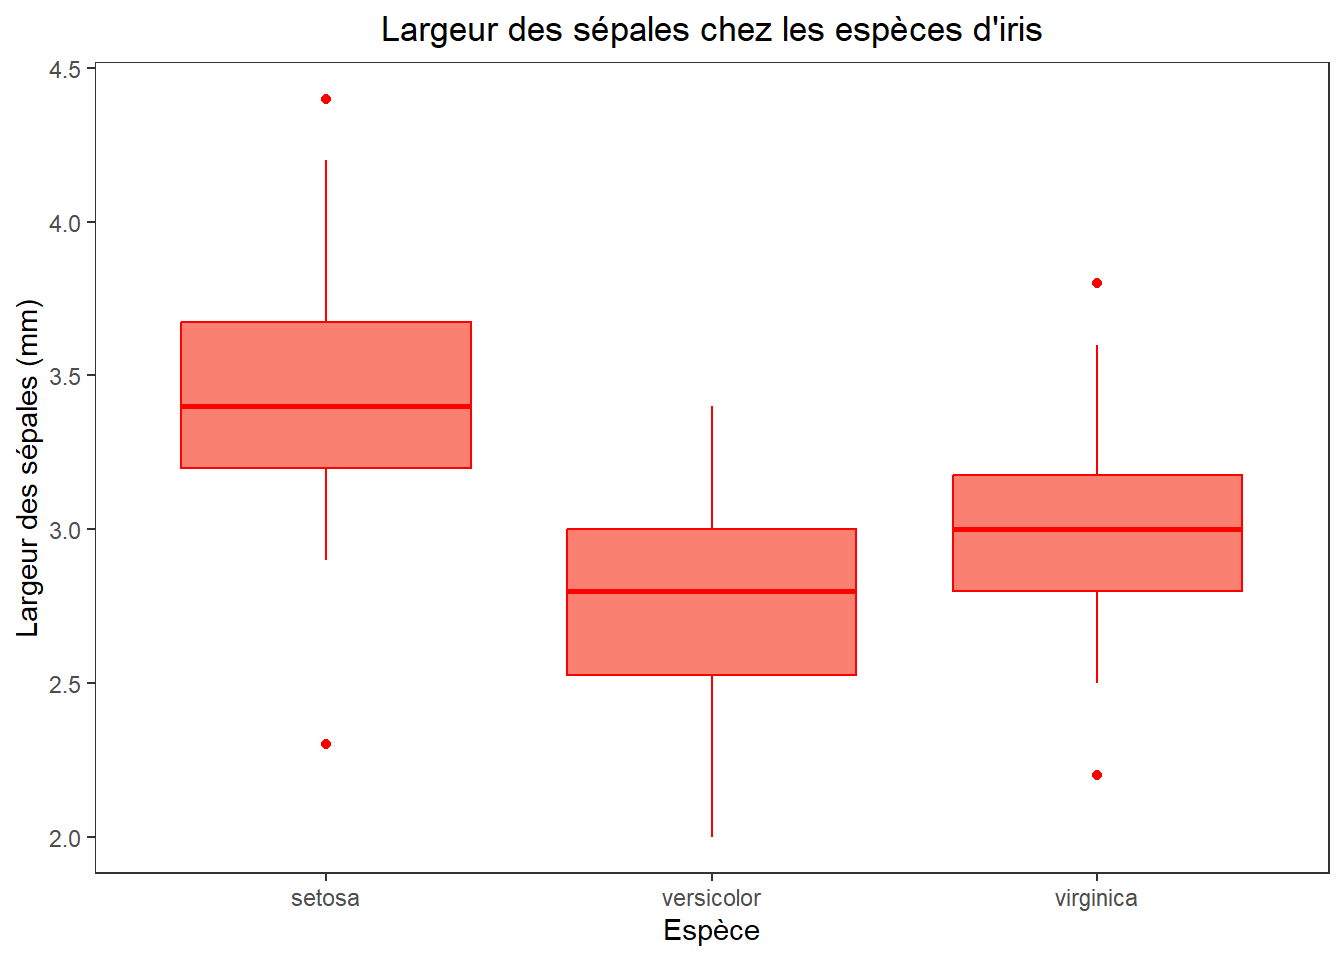 Largeur des sépales chez les espèces d'iris
4.5
4.0
3.5
3.0
2.5
2.0
Largeur des sépales (mm)
setosa versicolor virginica
Espèce